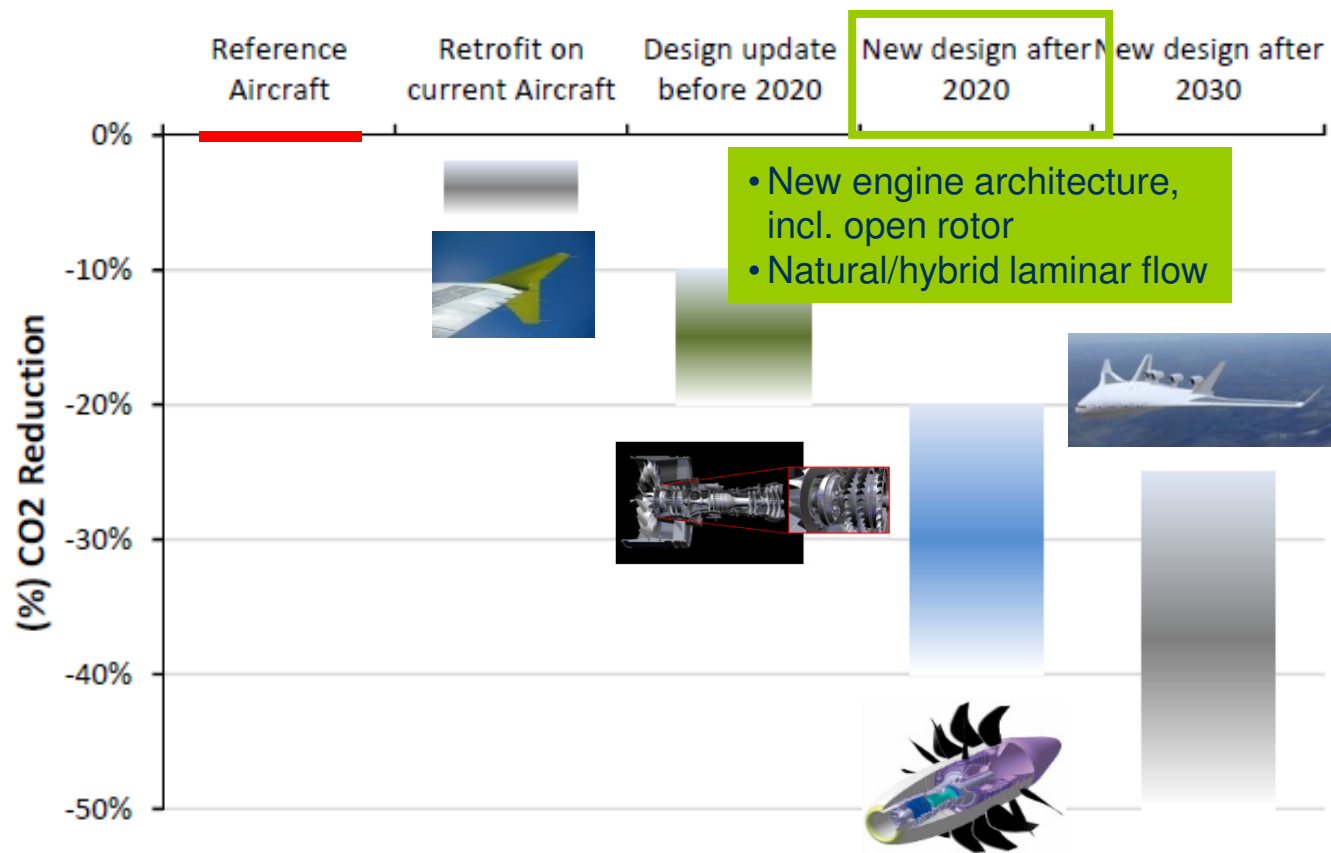 Reference
Aircraft
Retrofit on
current Aircraft
Design update
before 2020
New design after
2020
New design after
2030
0%
• New engine architecture,
incl. open rotor
• Natural/hybrid laminar flow
-10%
-20%
-30%
-40%
-50%
(%) CO2 Reduction